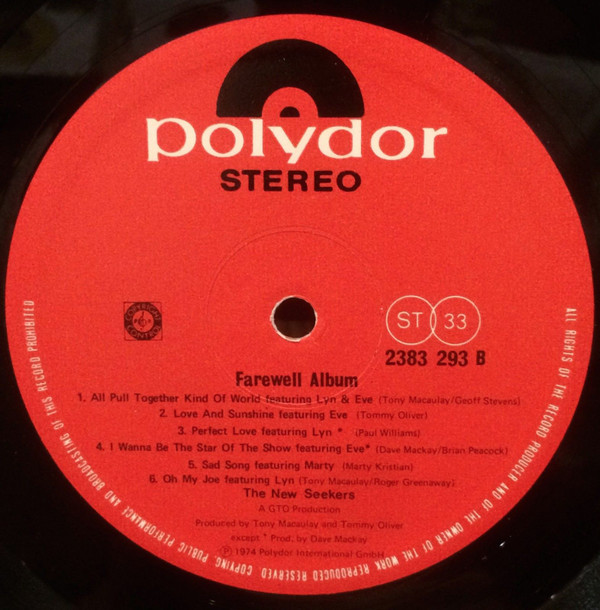 polydor
STEREO
COPYRIGHT
CONTROL
ST 33
2383 293 B
Farewell Album
1. All Pull Together Kind Of World featuring Lyn & Eve (Tony Macaulay/Geoff Stevens)
2. Love And Sunshine featuring Eve (Tommy Oliver)
3. Perfect Love featuring Lyn * (Paul Williams)
4. I Wanna Be The Star Of The Show featuring Eve* (Dave Mackay/Brian Peacock)
5. Sad Song featuring Marty (Marty Kristian)
6. Oh My Joe featuring Lyn (Tony Macaulay/Roger Greenaway)
The New Seekers
A GTO Production
Produced by Tony Macaulay and Tommy Oliver
except * Prod. by Dave Mackay
℗ 1974 Polydor International GmbH
ALL RIGHTS OF THE RECORD PRODUCER AND OF THE OWNER OF THE WORK REPRODUCED RESERVED. COPYING, PUBLIC PERFORMANCE AND BROADCASTING OF THIS RECORD PROHIBITED